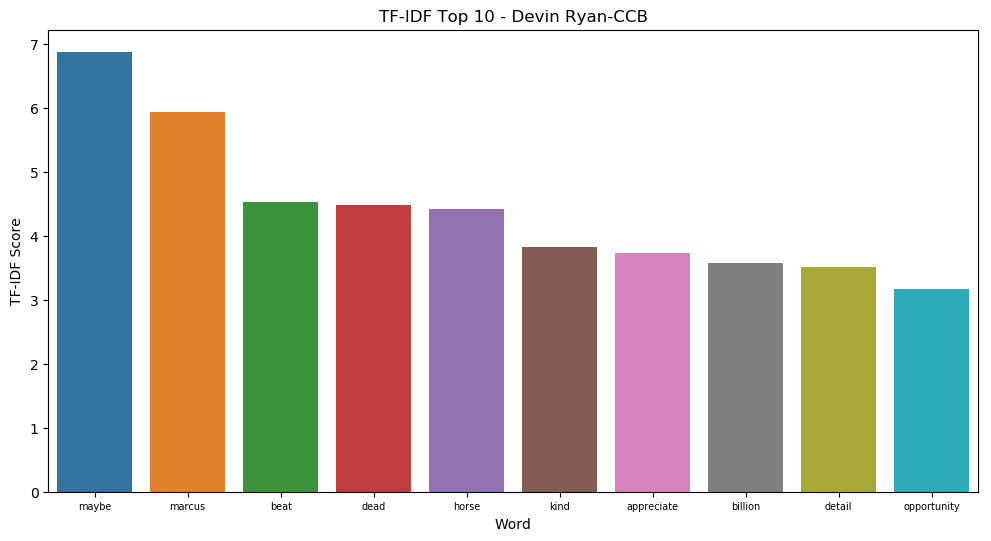 TF-IDF Top 10 - Devin Ryan-CCB
TF-IDF Score
7
6
5
4
3
2
1
0
maybe marcus beat dead horse kind appreciate billion detail opportunity
Word